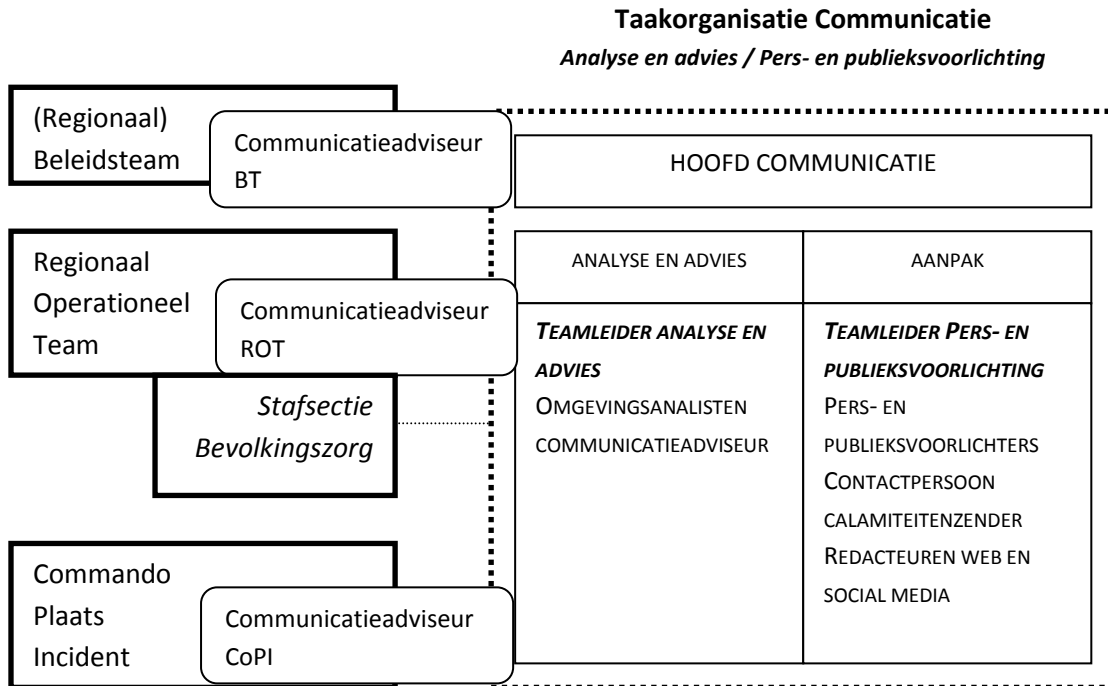 Taakorganisatie Communicatie
Analyse en advies / Pers- en publieksvoorlichting
(Regionaal)
Beleidsteam
Communicatieadviseur
BT
HOOFD COMMUNICATIE
Regionaal
Operationeel
Team
Communicatieadviseur
ROT
Stafsectie
Bevolkingszorg
ANALYSE EN ADVIES
TEAMLEIDER ANALYSE EN
ADVIES
OMGEVINGSANALISTEN
COMMUNICATIEADVISEUR
AANPAK
TEAMLEIDER PERS- EN
PUBLIEKSVOORLICHTING
PERS- EN
PUBLIEKSVOORLICHTERS
CONTACTPERSOON
CALAMITEITENZENDER
REDACTEUREN WEB EN
SOCIAL MEDIA
Commando
Plaats
Incident
Communicatieadviseur
CoPI